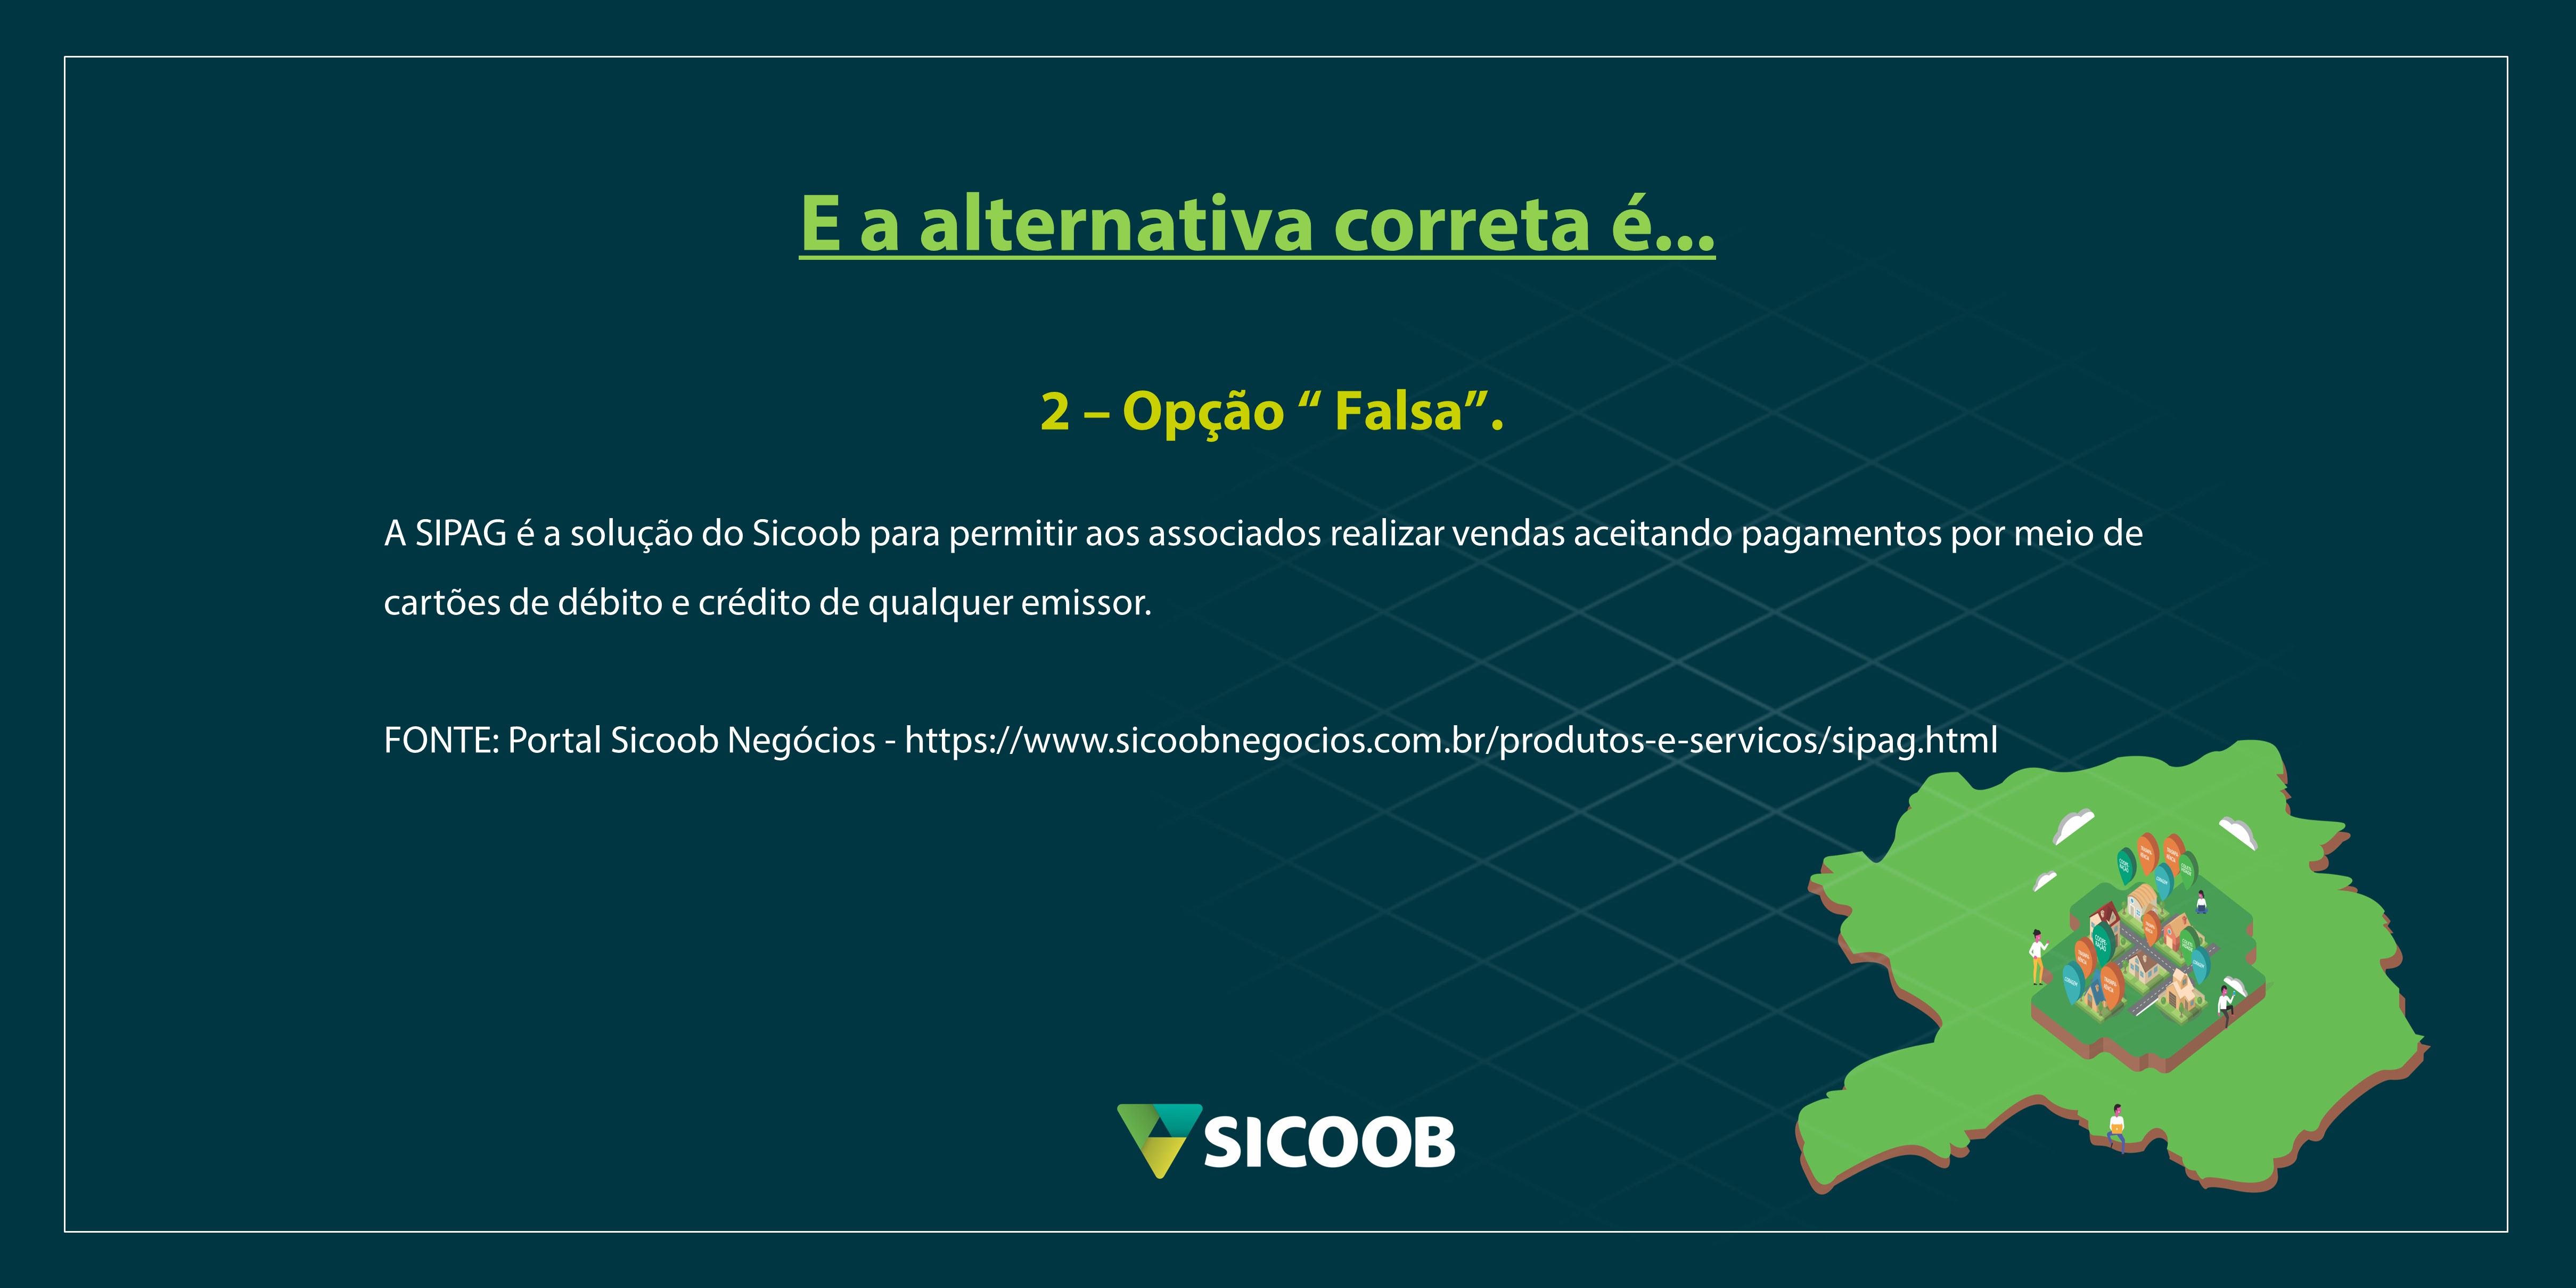 E a alternativa correta é...
2 – Opção “ Falsa”.
A SIPAG é a solução do Sicoob para permitir aos associados realizar vendas aceitando pagamentos por meio de
cartões de débito e crédito de qualquer emissor.
FONTE: Portal Sicoob Negócios - https://www.sicoobnegocios.com.br/produtos-e-servicos/sipag.html
SICOOB